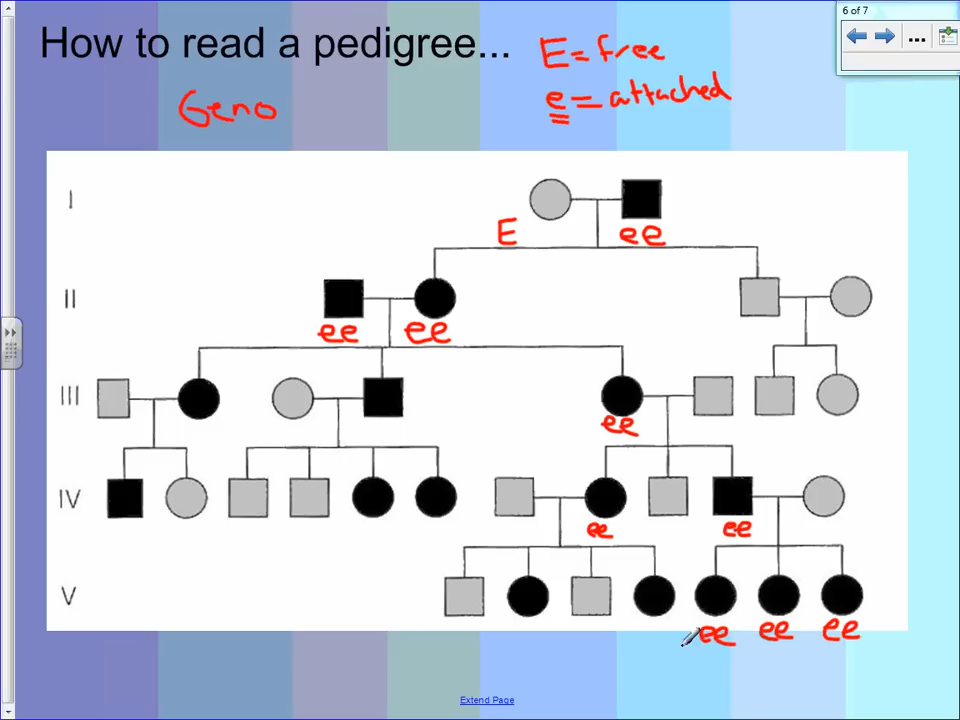 6 of 7
How to read a pedigree...
E = free
e = attached
Geno
I
E
ee
II
ee ee
III
ee
IV
ee ee
V
ee ee ee
Extend Page